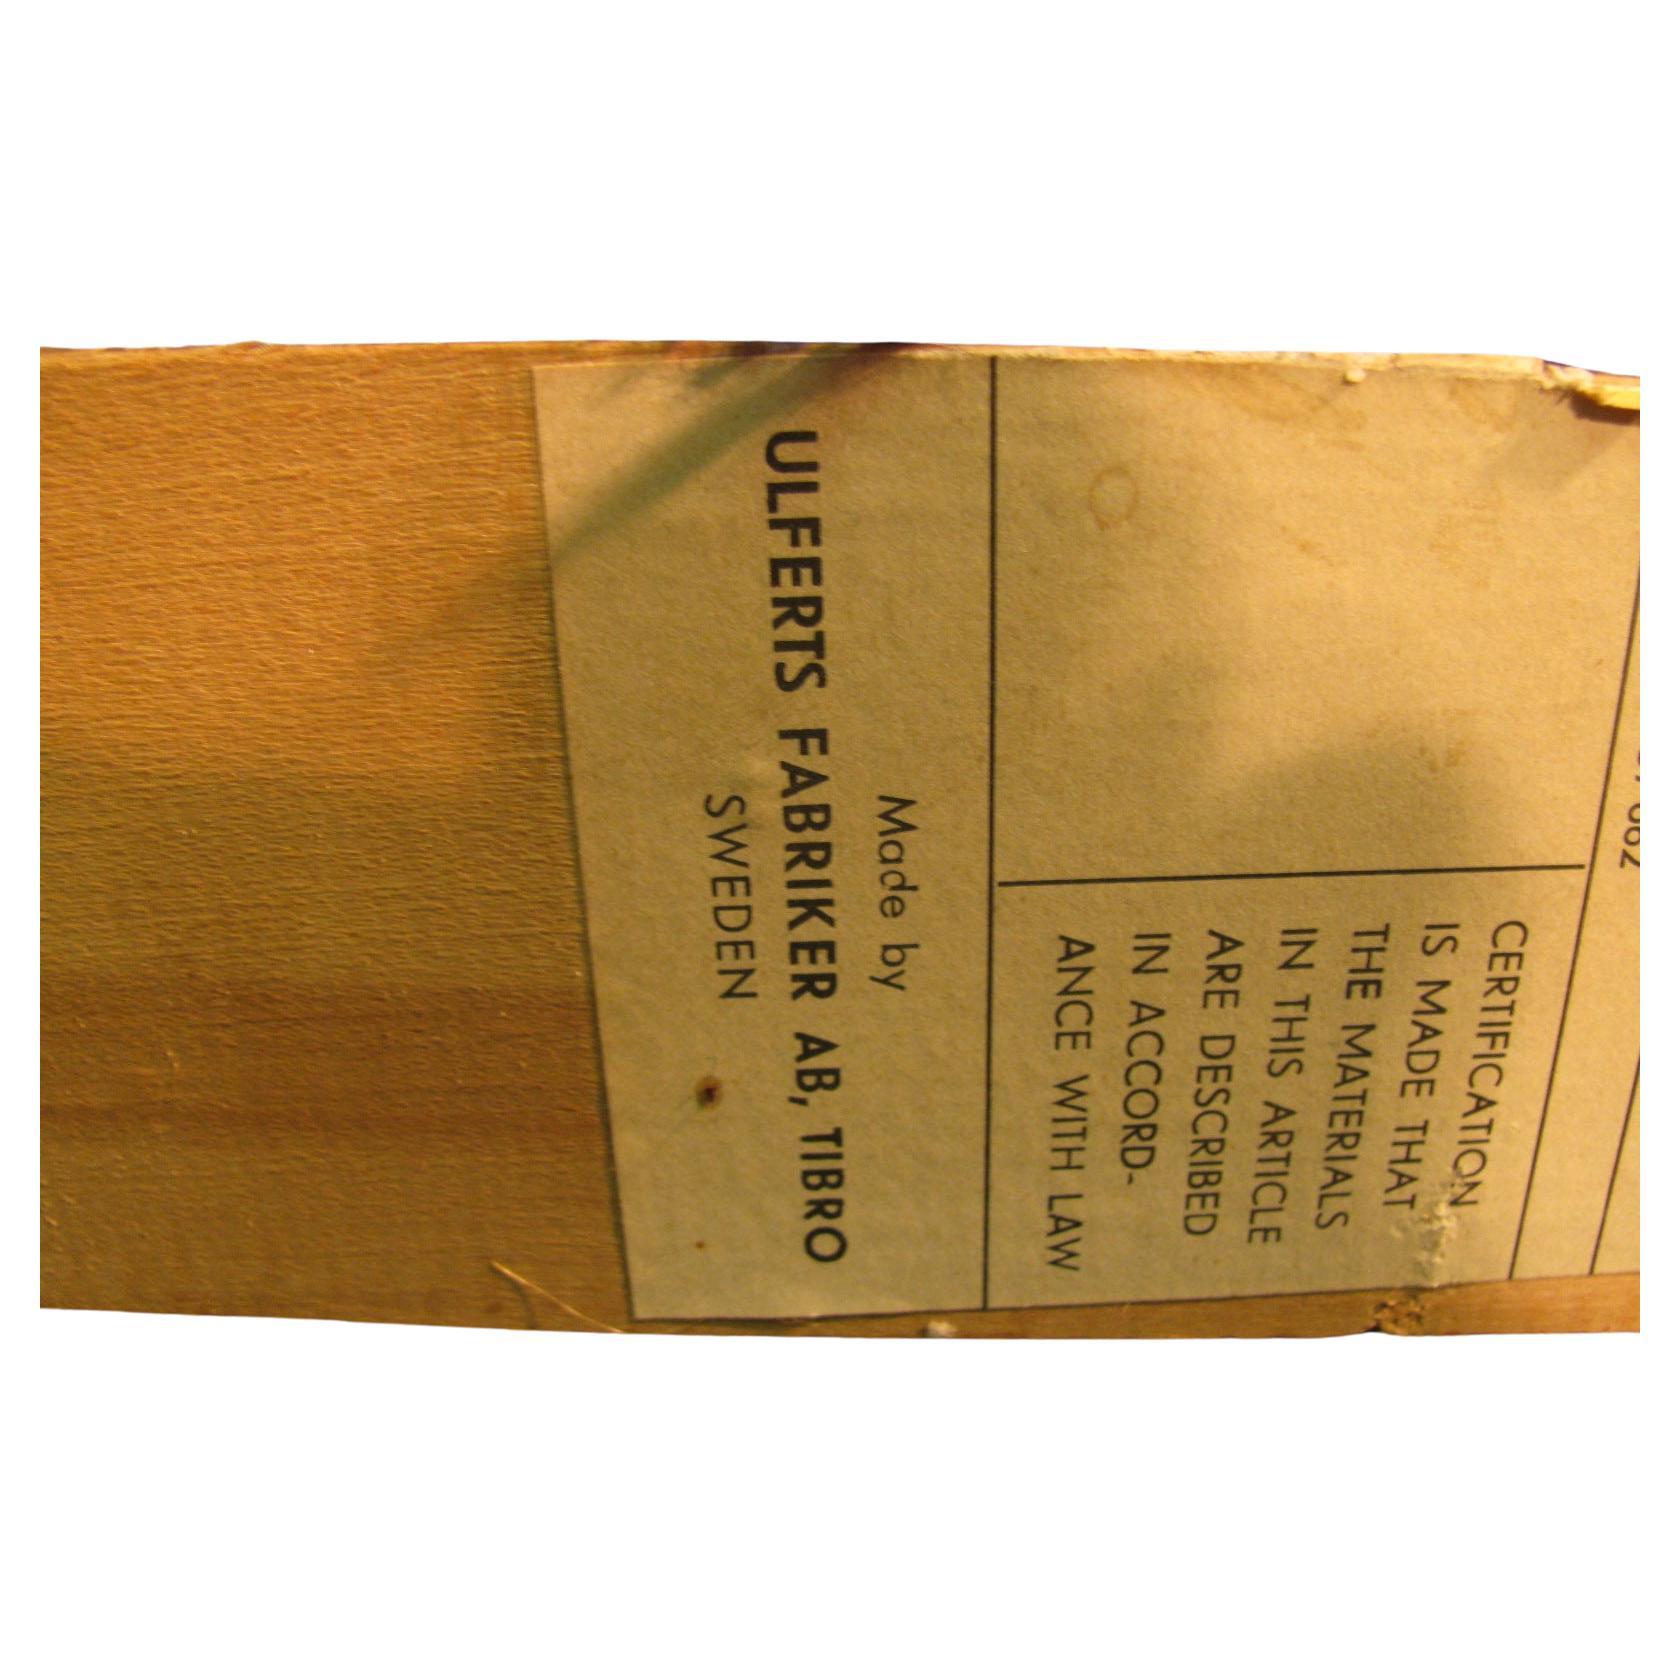 CERTIFICATION
IS MADE THAT
THE MATERIALS
IN THIS ARTICLE
ARE DESCRIBED
IN ACCORD-
ANCE WITH LAW
Made by
ULFERTS FABRIKER AB, TIBRO
SWEDEN